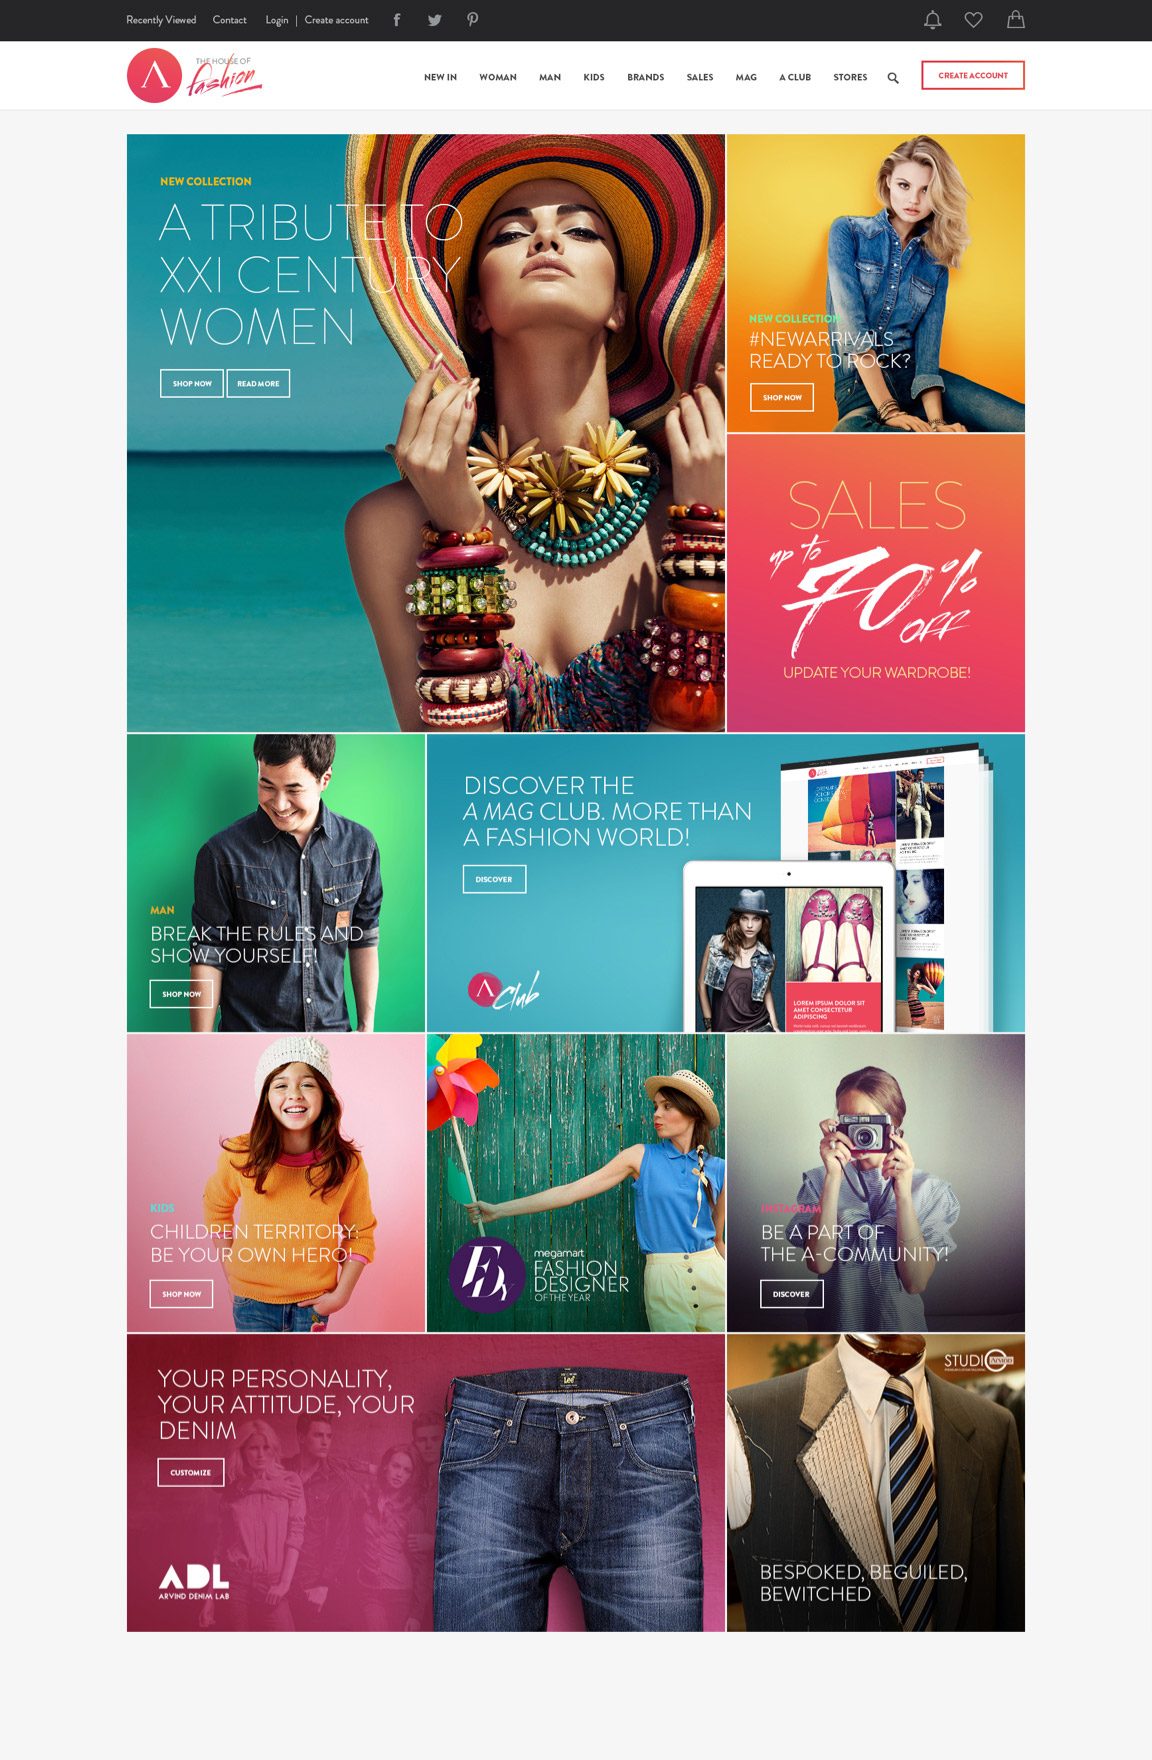 Recently Viewed Contact Login | Create account
THE HOUSE OF
fashion
NEW IN WOMAN MAN KIDS BRANDS SALES MAG A CLUB STORES
CREATE ACCOUNT
NEW COLLECTION
A TRIBUTE TO
XXI CENTURY
WOMEN
SHOP NOW READ MORE
NEW COLLECTION
#NEWARRIVALS
READY TO ROCK?
SHOP NOW
SALES
up to
70%
OFF
UPDATE YOUR WARDROBE!
MAN
BREAK THE RULES AND
SHOW YOURSELF!
SHOP NOW
DISCOVER THE
A MAG CLUB. MORE THAN
A FASHION WORLD!
DISCOVER
A Club
LOREM IPSUM DOLOR SIT
AMET CONSECTETUR
ADIPISCING
KIDS
CHILDREN TERRITORY:
BE YOUR OWN HERO!
SHOP NOW
FDY
megamart
FASHION
DESIGNER
OF THE YEAR
INSTAGRAM
BE A PART OF
THE A-COMMUNITY!
DISCOVER
YOUR PERSONALITY,
YOUR ATTITUDE, YOUR
DENIM
CUSTOMIZE
Lee
ADL
ARVIND DENIM LAB
STUDIO
ARVIND
BESPOKED, BEGUILED,
BEWITCHED